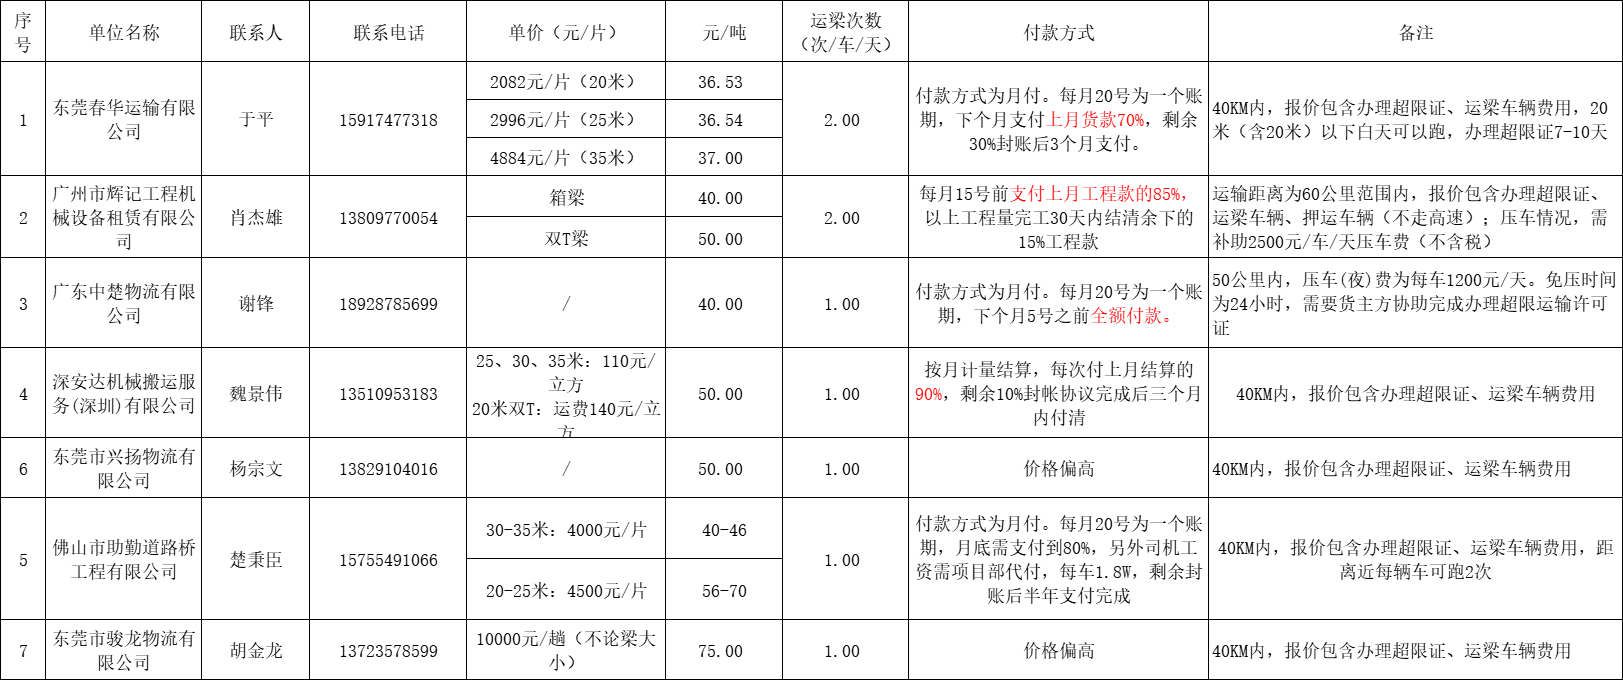 序
号
单位名称
联系人
联系电话
单价（元/片）
元/吨
运梁次数
（次/车/天）
付款方式
备注
1
东莞春华运输有限
公司
于平
15917477318
2082元/片（20米）
36.53
2996元/片（25米）
36.54
4884元/片（35米）
37.00
2.00
付款方式为月付。每月20号为一个账
期，下个月支付上月货款70%，剩余
30%封账后3个月支付。
40KM内，报价包含办理超限证、运梁车辆费用，20
米（含20米）以下白天可以跑，办理超限证7-10天
2
广州市辉记工程机
械设备租赁有限公
司
肖杰雄
13809770054
箱梁
40.00
双T梁
50.00
2.00
每月15号前支付上月工程款的85%，
以上工程量完工30天内结清余下的
15%工程款
运输距离为60公里范围内，报价包含办理超限证、
运梁车辆、押运车辆（不走高速）；压车情况，需
补助2500元/车/天压车费（不含税）
3
广东中楚物流有限
公司
谢锋
18928785699
/
40.00
1.00
付款方式为月付。每月20号为一个账
期，下个月5号之前全额付款。
50公里内，压车(夜)费为每车1200元/天。免压时间
为24小时，需要货主方协助完成办理超限运输许可
证
4
深安达机械搬运服
务(深圳)有限公司
魏景伟
13510953183
25、30、35米：110元/
立方
20米双T：运费140元/立
方
50.00
1.00
按月计量结算，每次付上月结算的
90%，剩余10%封帐协议完成后三个月
内付清
40KM内，报价包含办理超限证、运梁车辆费用
6
东莞市兴扬物流有
限公司
杨宗文
13829104016
/
50.00
1.00
价格偏高
40KM内，报价包含办理超限证、运梁车辆费用
5
佛山市助勤道路桥
工程有限公司
楚秉臣
15755491066
30-35米：4000元/片
40-46
20-25米：4500元/片
56-70
1.00
付款方式为月付。每月20号为一个账
期，月底需支付到80%，另外司机工
资需项目部代付，每车1.8W，剩余封
账后半年支付完成
40KM内，报价包含办理超限证、运梁车辆费用，距
离近每辆车可跑2次
7
东莞市骏龙物流有
限公司
胡金龙
13723578599
10000元/趟（不论梁大
小）
75.00
1.00
价格偏高
40KM内，报价包含办理超限证、运梁车辆费用